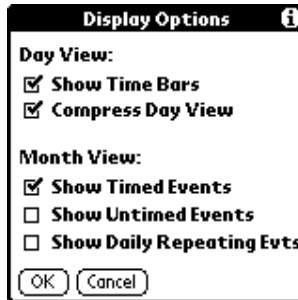 Display Options
Day View:
Show Time Bars
Compress Day View
Month View:
Show Timed Events
Show Untimed Events
Show Daily Repeating Evts
OK Cancel